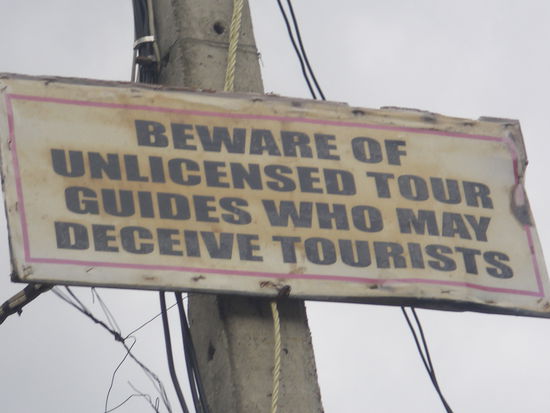 BEWARE OF
UNLICENSED TOUR
GUIDES WHO MAY
DECEIVE TOURISTS